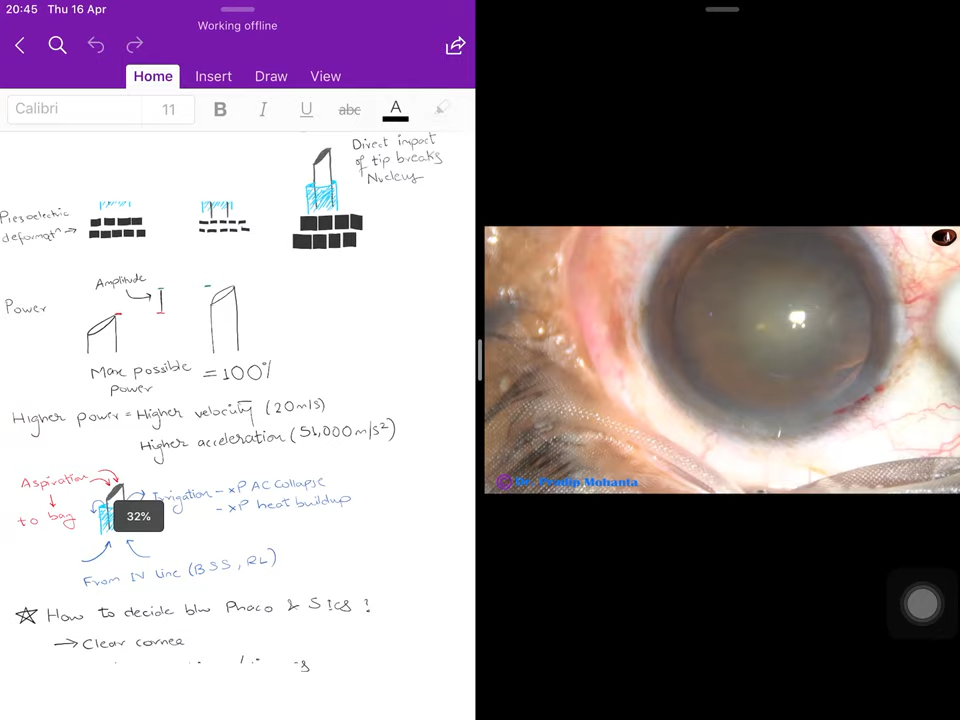 20:45 Thu 16 Apr
Working offline
Home Insert Draw View
Calibri 11 B I U abc A
Direct impact
of tip breaks
Nucleus
Piezoelectric
deformatⁿ →
Amplitude
Power
Max possible
power = 100%
Higher power = Higher velocity (20m/s)
Higher acceleration (51,000 m/s²)
Aspiration
to bag
Irrigation - xP AC Collapse
- xP heat buildup
32%
From IV line (BSS, RL)
☆ How to decide b/w Phaco & SICS ?
→ Clear cornea
Dr. Pradip Mohanta